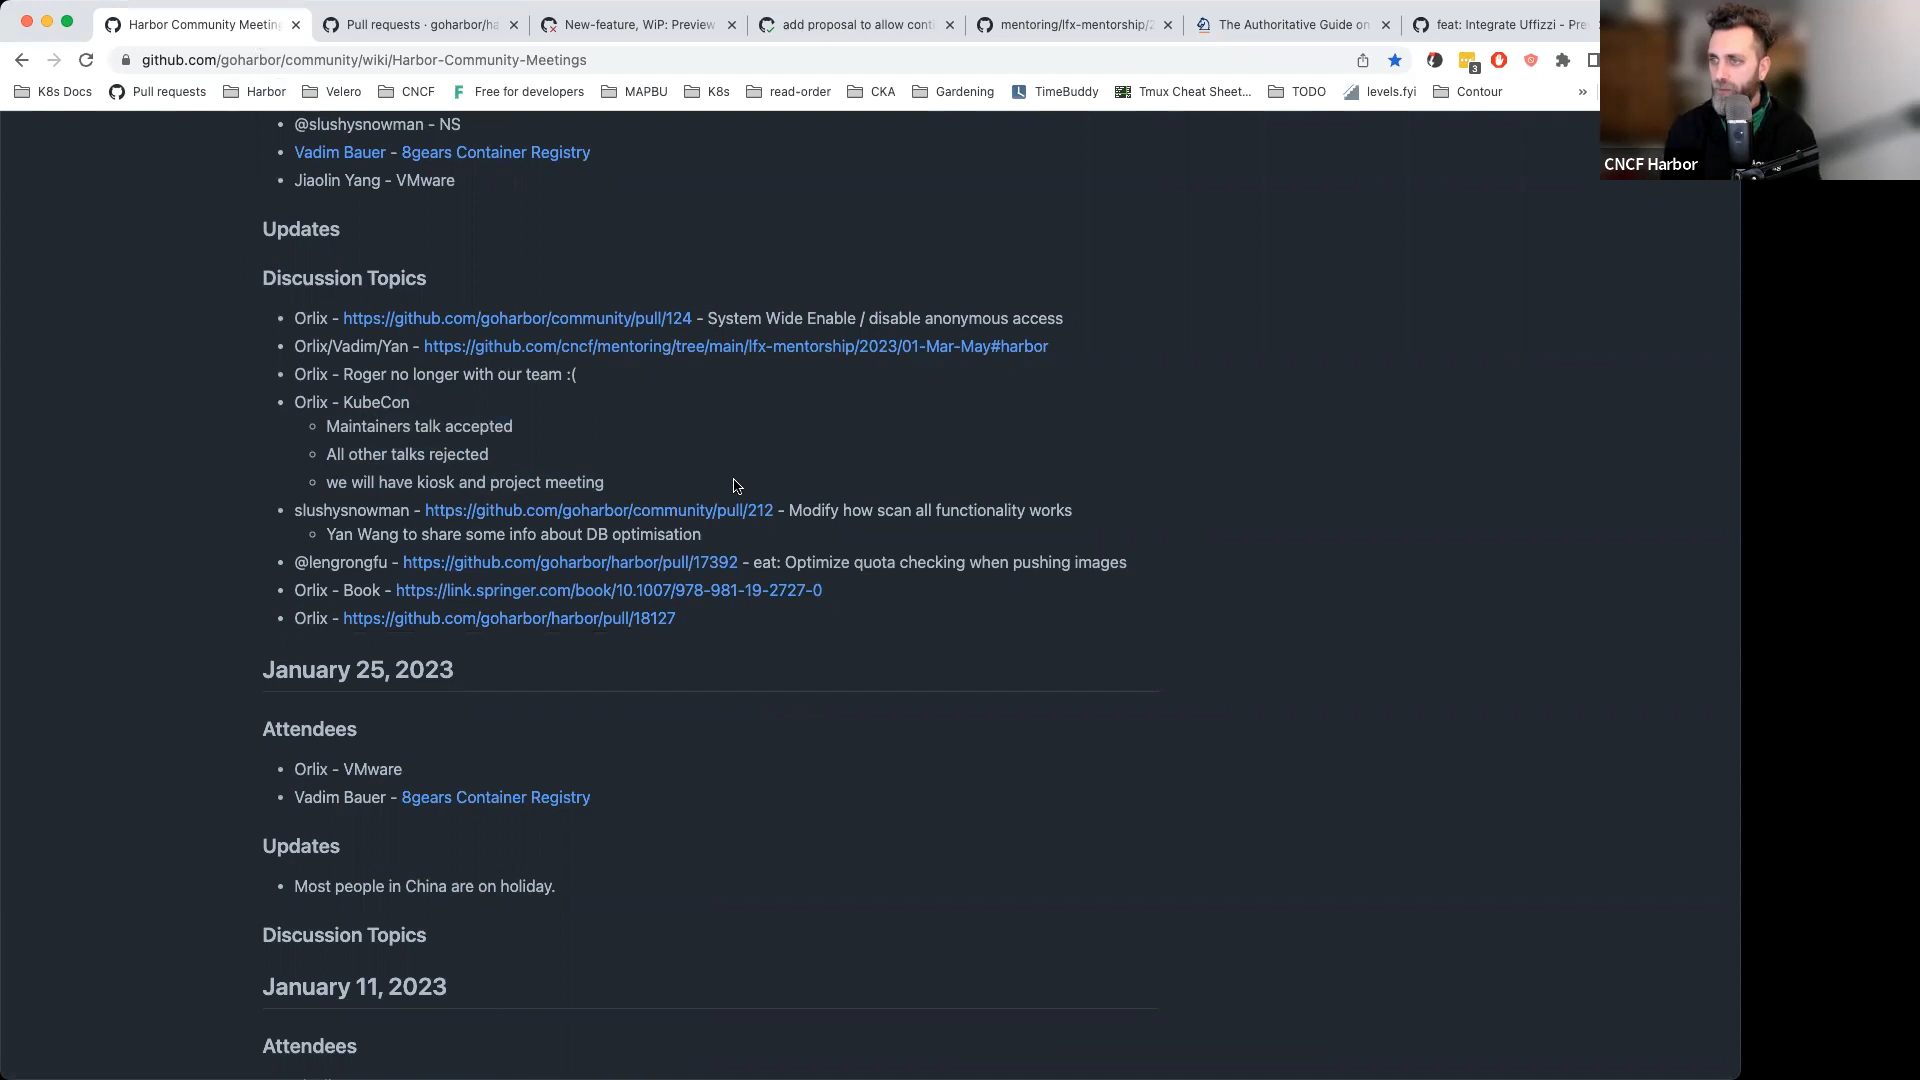 Harbor Community Meetin
Pull requests · goharbor/ha
New-feature, WiP: Preview
add proposal to allow conti
mentoring/lfx-mentorship/2
The Authoritative Guide on
feat: Integrate Uffizzi - Pre
github.com/goharbor/community/wiki/Harbor-Community-Meetings
3
K8s Docs
Pull requests
Harbor
Velero
CNCF
Free for developers
MAPBU
K8s
read-order
CKA
Gardening
TimeBuddy
Tmux Cheat Sheet...
TODO
levels.fyi
Contour
»
CNCF Harbor
• @slushysnowman - NS
• Vadim Bauer - 8gears Container Registry
• Jiaolin Yang - VMware
Updates
Discussion Topics
• Orlix - https://github.com/goharbor/community/pull/124 - System Wide Enable / disable anonymous access
• Orlix/Vadim/Yan - https://github.com/cncf/mentoring/tree/main/lfx-mentorship/2023/01-Mar-May#harbor
• Orlix - Roger no longer with our team :(
• Orlix - KubeCon
◦ Maintainers talk accepted
◦ All other talks rejected
◦ we will have kiosk and project meeting
• slushysnowman - https://github.com/goharbor/community/pull/212 - Modify how scan all functionality works
◦ Yan Wang to share some info about DB optimisation
• @lengrongfu - https://github.com/goharbor/harbor/pull/17392 - eat: Optimize quota checking when pushing images
• Orlix - Book - https://link.springer.com/book/10.1007/978-981-19-2727-0
• Orlix - https://github.com/goharbor/harbor/pull/18127
January 25, 2023
Attendees
• Orlix - VMware
• Vadim Bauer - 8gears Container Registry
Updates
• Most people in China are on holiday.
Discussion Topics
January 11, 2023
Attendees